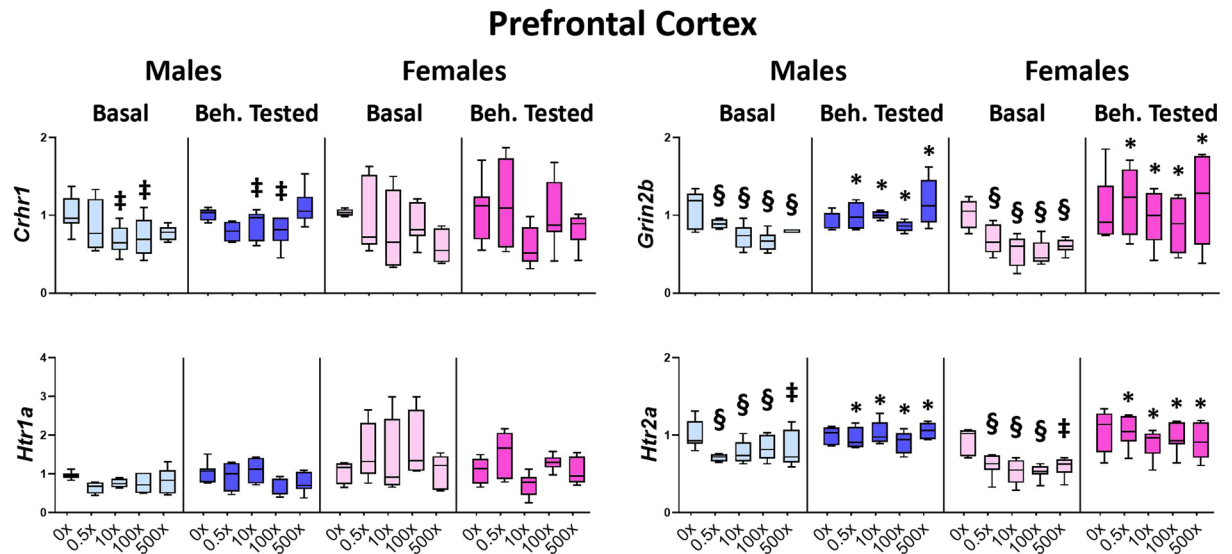 Prefrontal Cortex
Males Females Males Females
Basal Beh. Tested Basal Beh. Tested Basal Beh. Tested Basal Beh. Tested
Crhr1
2
1
0
‡ ‡ ‡ ‡
Grin2b
2
1
0
§ § § § * * * * § § § § * * * *
Htr1a
4
3
2
1
0
0x 0.5x 10x 100x 500x 0x 0.5x 10x 100x 500x 0x 0.5x 10x 100x 500x 0x 0.5x 10x 100x 500x
Htr2a
2
1
0
§ § § ‡ * * * * § § § ‡ * * * *
0x 0.5x 10x 100x 500x 0x 0.5x 10x 100x 500x 0x 0.5x 10x 100x 500x 0x 0.5x 10x 100x 500x